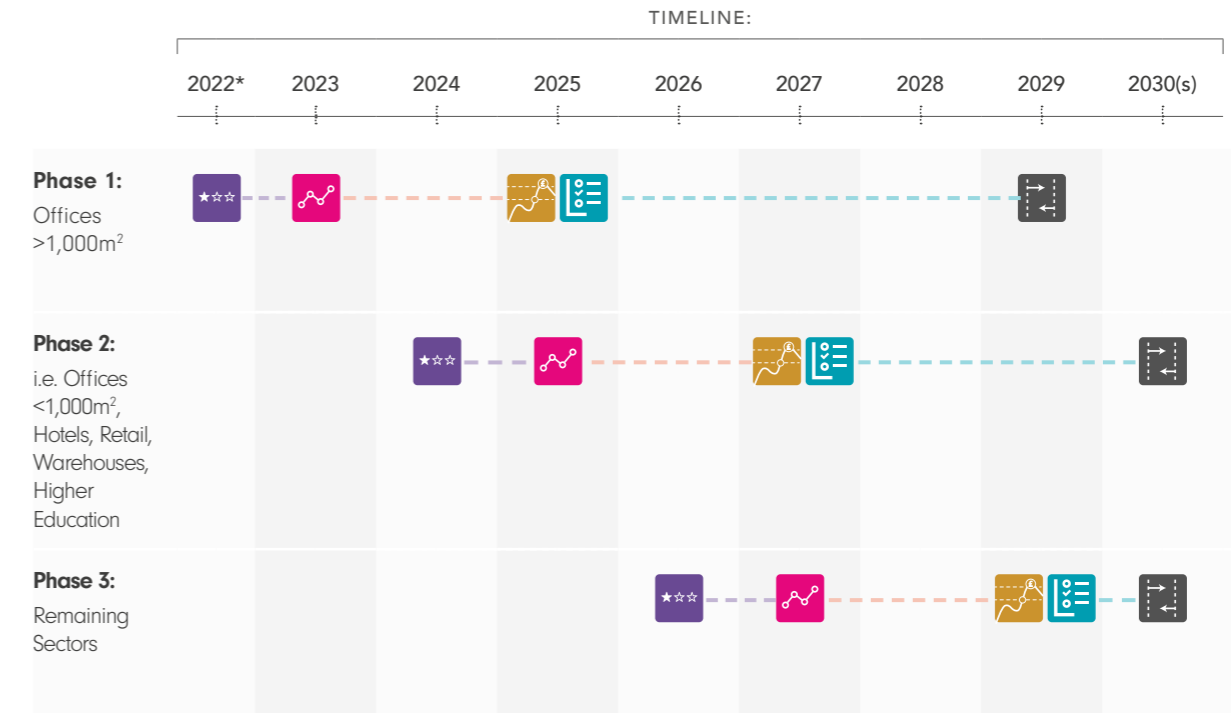 TIMELINE:
2022* 2023 2024 2025 2026 2027 2028 2029 2030(s)
Phase 1:
Offices
>1,000m²
£
Phase 2:
i.e. Offices
<1,000m²,
Hotels, Retail,
Warehouses,
Higher
Education
£
Phase 3:
Remaining
Sectors
£